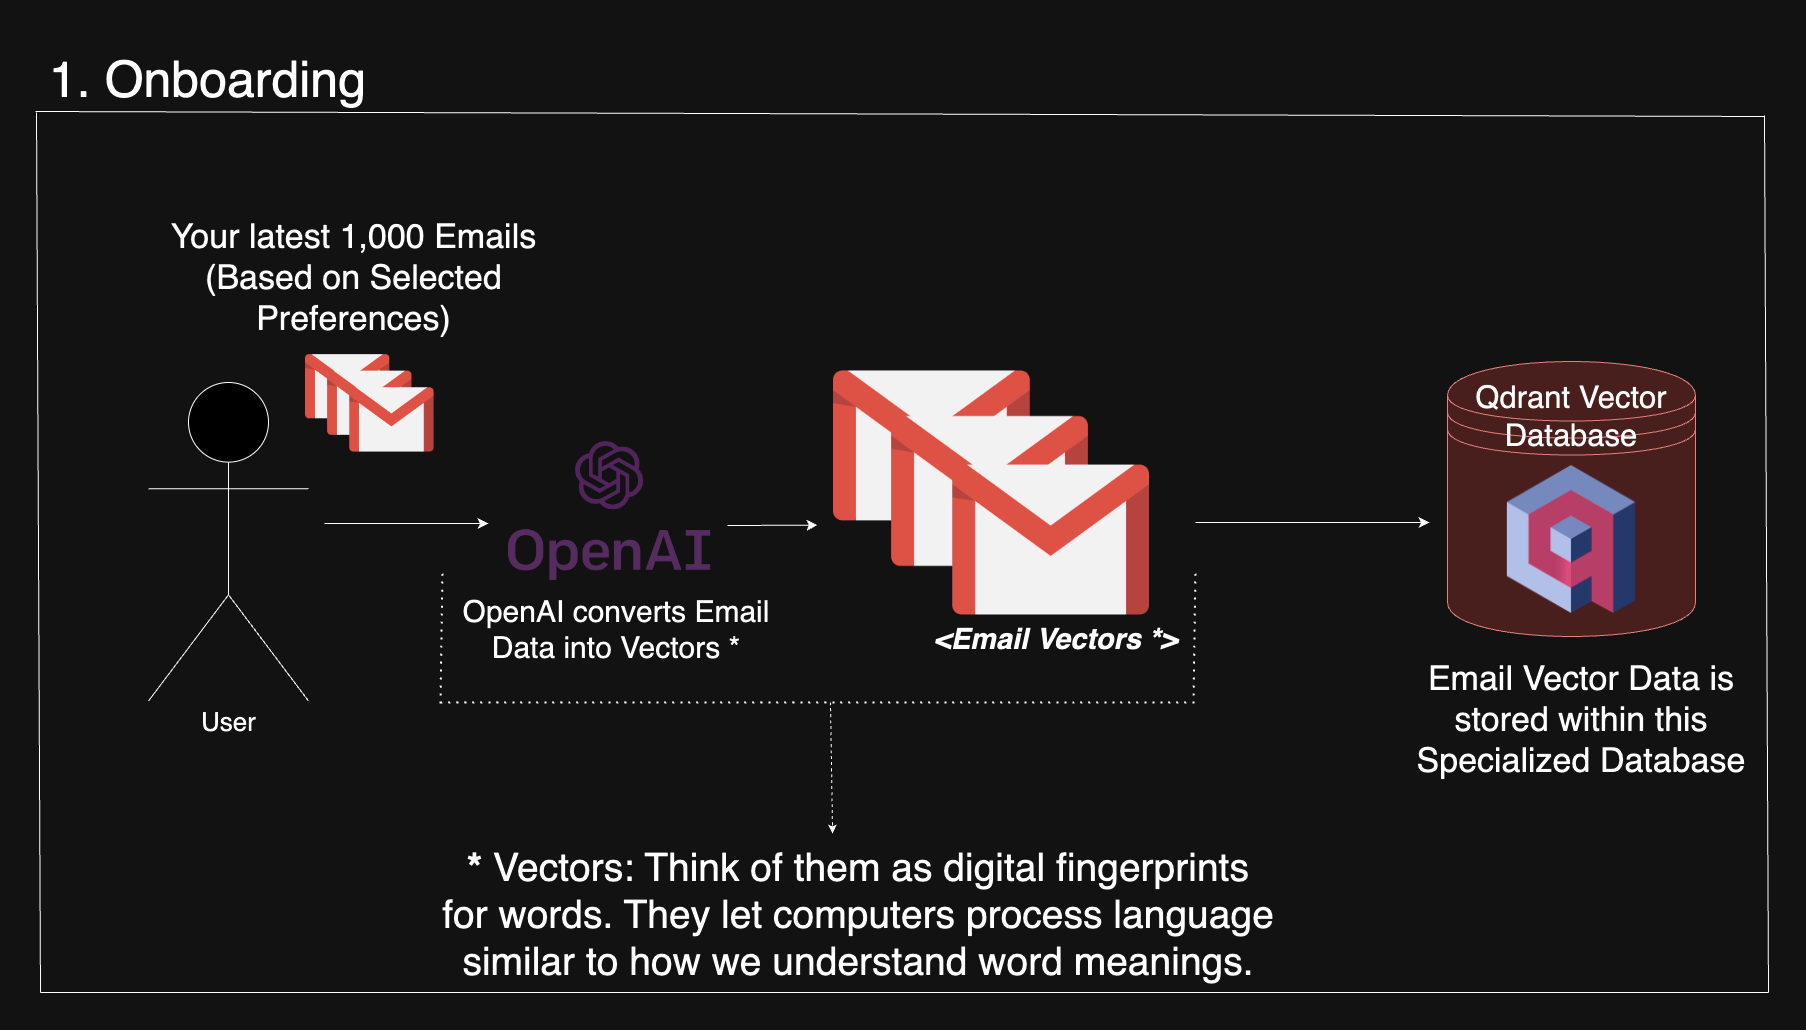 1. Onboarding
Your latest 1,000 Emails
(Based on Selected
Preferences)
User
OpenAI
OpenAI converts Email
Data into Vectors *
<Email Vectors *>
Qdrant Vector
Database
Email Vector Data is
stored within this
Specialized Database
* Vectors: Think of them as digital fingerprints
for words. They let computers process language
similar to how we understand word meanings.